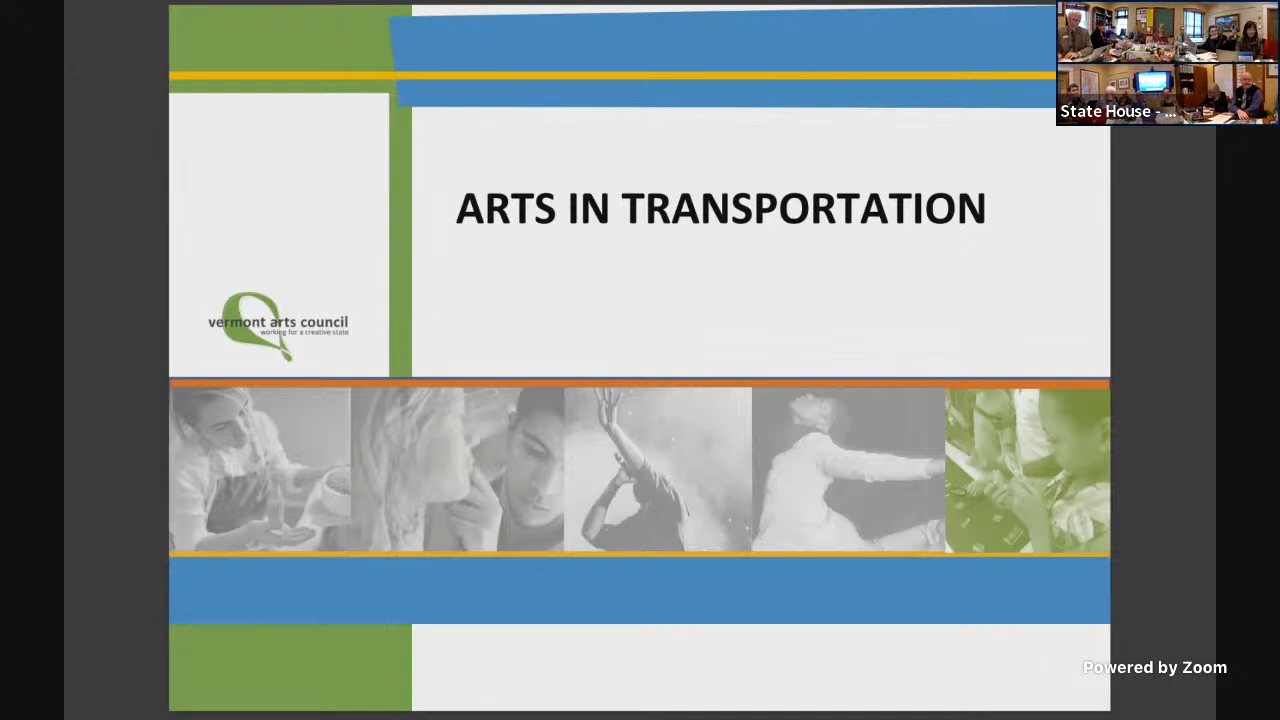 State House - ...
ARTS IN TRANSPORTATION
vermont arts council
working for a creative state
Powered by Zoom